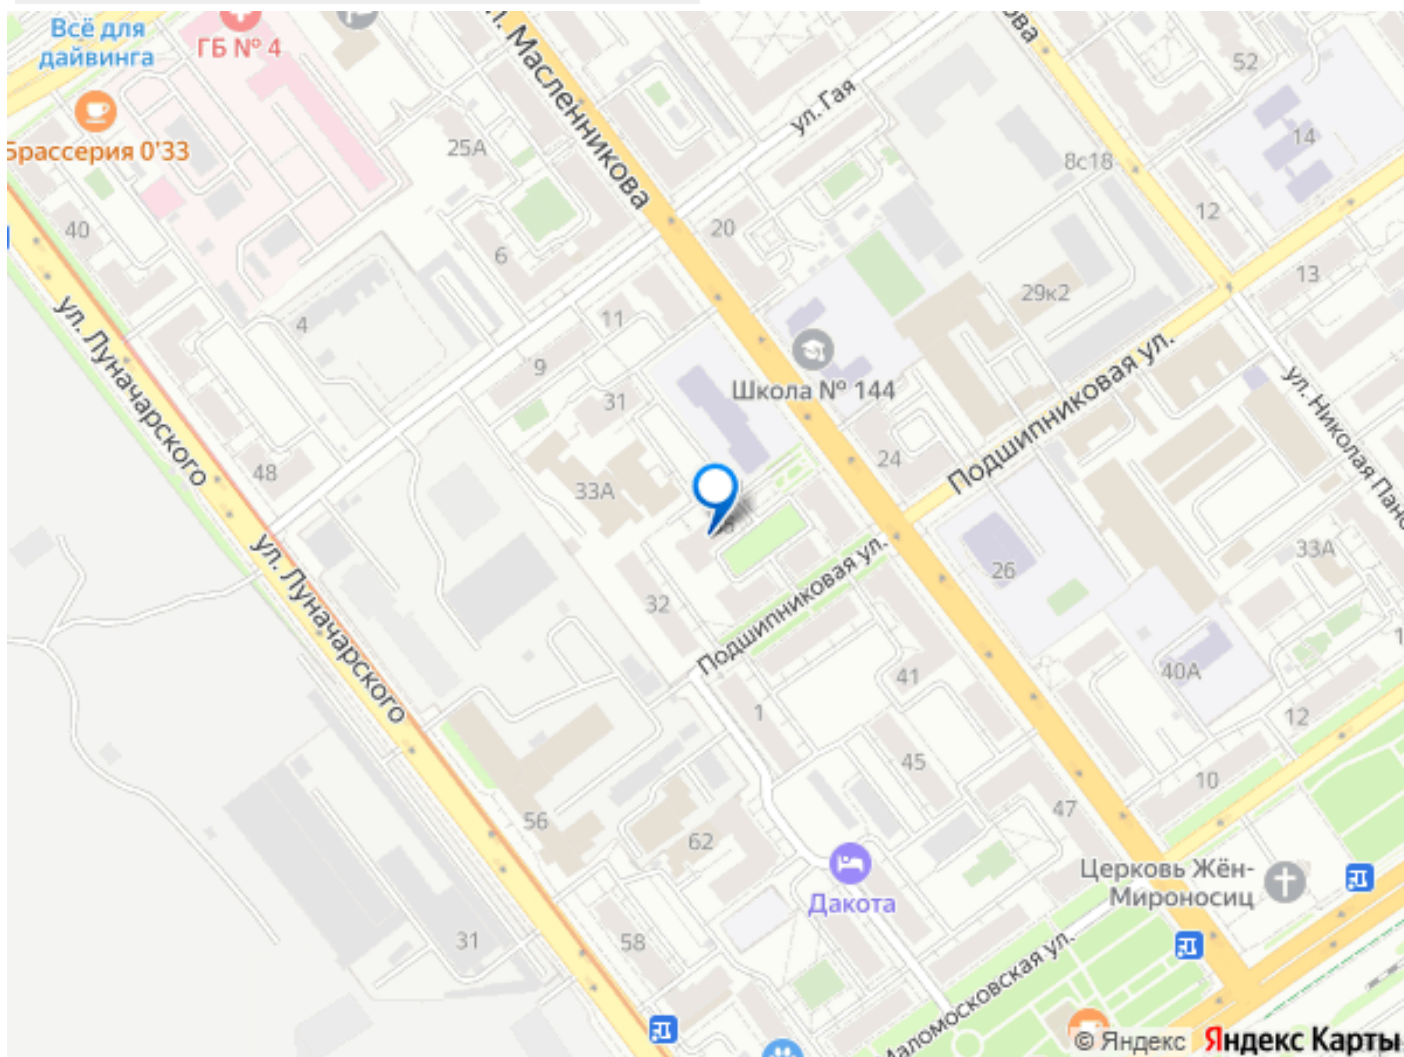 Всё для
дайвинга
ГБ № 4
Брассерия 0'33
ул. Масленникова
ул. Гая
52
14
8с18
25А
12
13
40
20
6
29к2
4
11
9
31
Школа № 144
ул. Луначарского
Подшипниковая ул.
ул. Николая Пано
48
33А
24
26
33А
32
ул. Луначарского
Подшипниковая ул.
41
40А
1
12
45
10
47
56
62
Дакота
Церковь Жён-
Мироносиц
31
58
Маломосковская ул.
© Яндекс
Яндекс Карты